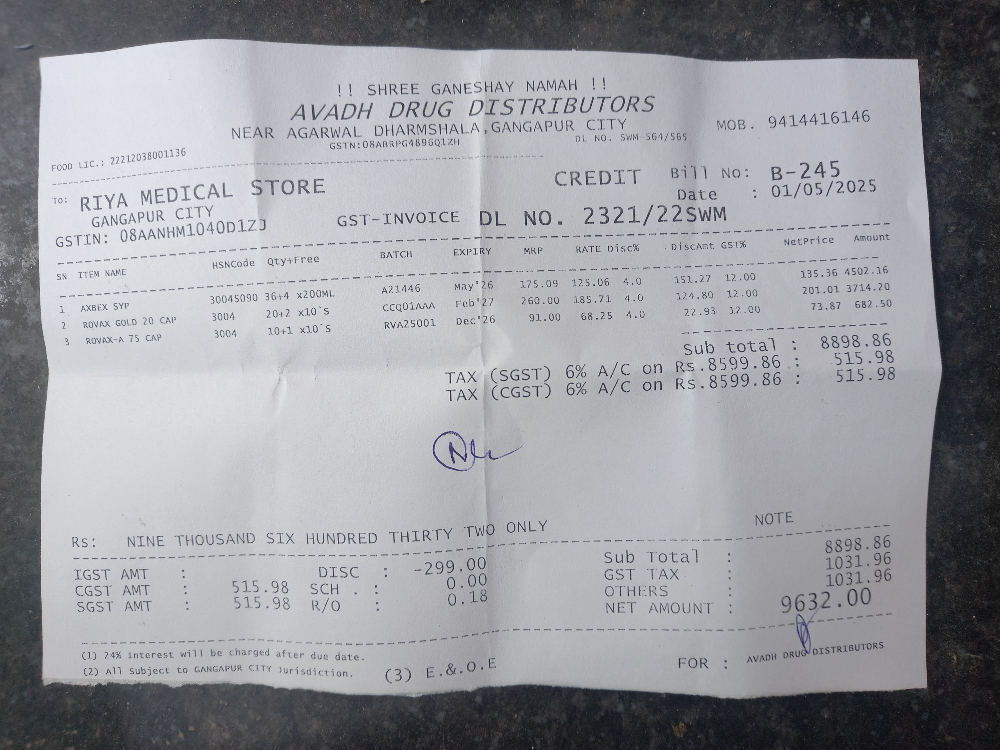 !! SHREE GANESHAY NAMAH !!
AVADH DRUG DISTRIBUTORS
NEAR AGARWAL DHARMSHALA,GANGAPUR CITY
MOB. 9414416146
GSTN:08ABRPG4896Q1ZH DL NO. SWM-564/565
FOOD LIC.: 22212038001136
TO: RIYA MEDICAL STORE
GANGAPUR CITY
GSTIN: 08AANHM1040D1ZJ
CREDIT Bill No: B-245
Date : 01/05/2025
GST-INVOICE DL NO. 2321/22SWM
SN ITEM NAME HSNCode Qty+Free BATCH EXPIRY MRP RATE Disc% DiscAmt GST% NetPrice Amount
1 AXBEX SYP 30045090 36+4 x200ML A21446 May'26 175.09 125.06 4.0 151.27 12.00 135.36 4502.16
2 ROVAX GOLD 20 CAP 3004 20+2 x10`S CCQ01AAA Feb'27 260.00 185.71 4.0 124.80 12.00 201.01 3714.20
3 ROVAX-A 75 CAP 3004 10+1 x10`S RVA25001 Dec'26 91.00 68.25 4.0 22.93 12.00 73.87 682.50
Sub total : 8898.86
TAX (SGST) 6% A/C on Rs.8599.86 : 515.98
TAX (CGST) 6% A/C on Rs.8599.86 : 515.98
Rs: NINE THOUSAND SIX HUNDRED THIRTY TWO ONLY
NOTE
IGST AMT : DISC : -299.00 Sub Total : 8898.86
CGST AMT : 515.98 SCH . : 0.00 GST TAX : 1031.96
SGST AMT : 515.98 R/O : 0.18 OTHERS : 1031.96
NET AMOUNT : 9632.00
(1) 24% Interest will be charged after due date.
(2) All Subject to GANGAPUR CITY Jurisdiction. (3) E.&.O.E
FOR : AVADH DRUG DISTRIBUTORS